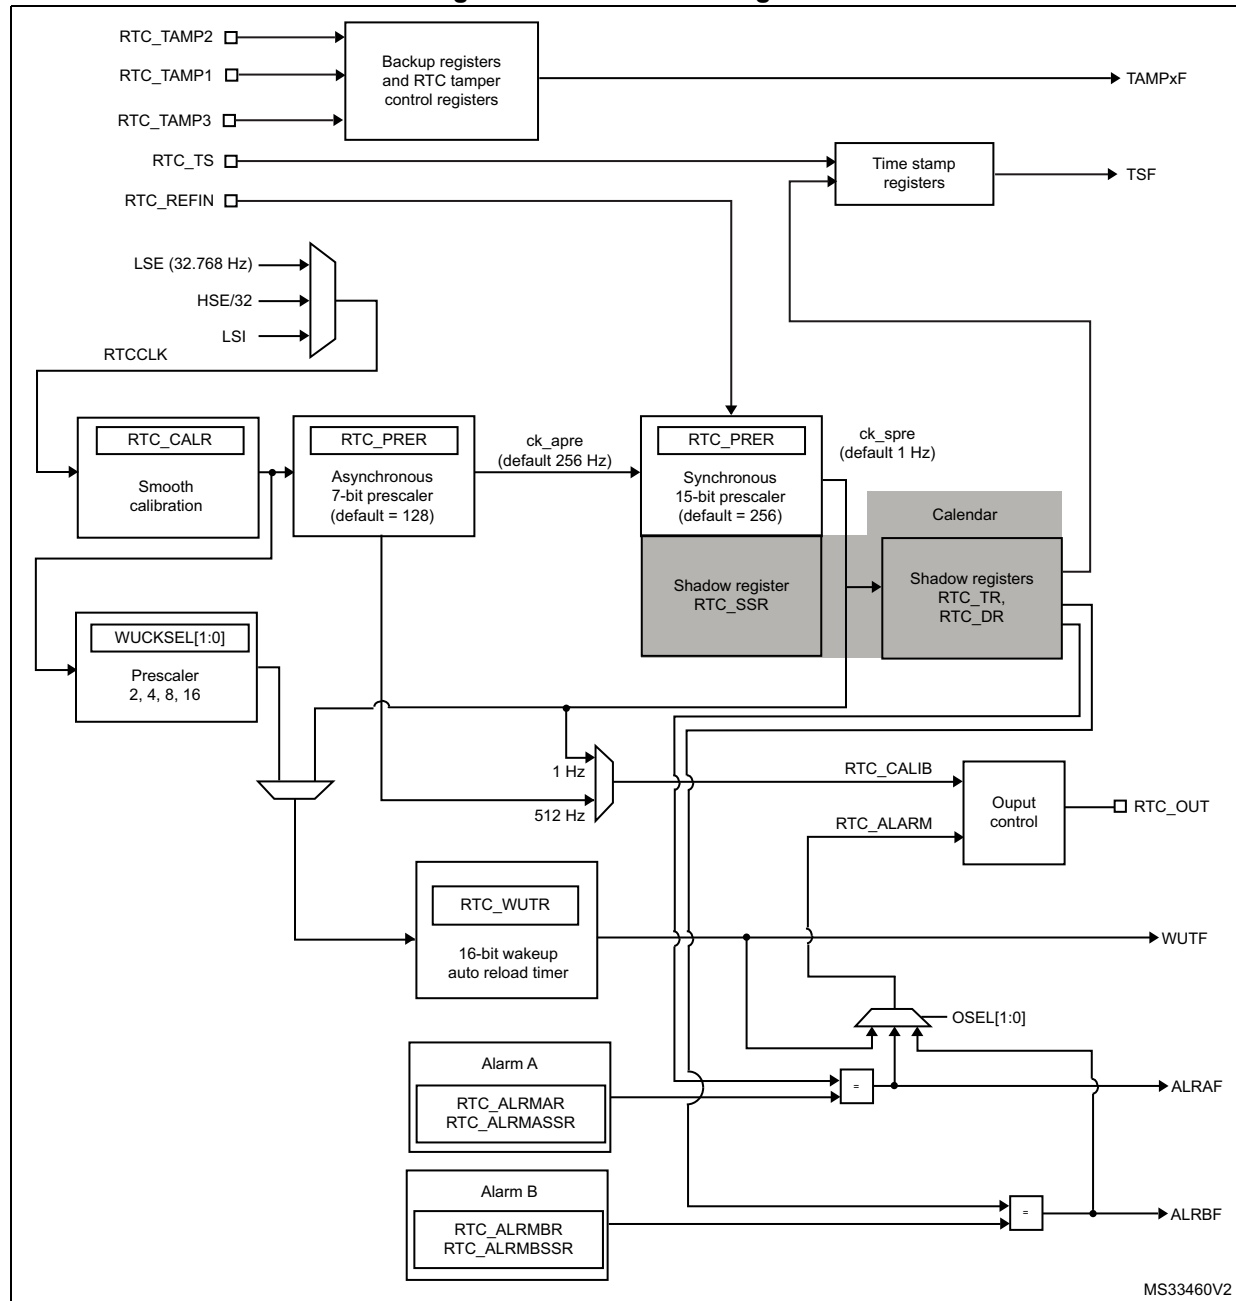 RTC_TAMP2
RTC_TAMP1
RTC_TAMP3
Backup registers
and RTC tamper
control registers
TAMPxF
RTC_TS
RTC_REFIN
Time stamp
registers
TSF
LSE (32.768 Hz)
HSE/32
LSI
RTCCLK
RTC_CALR
Smooth
calibration
RTC_PRER
Asynchronous
7-bit prescaler
(default = 128)
ck_apre
(default 256 Hz)
RTC_PRER
Synchronous
15-bit prescaler
(default = 256)
ck_spre
(default 1 Hz)
Calendar
Shadow register
RTC_SSR
Shadow registers
RTC_TR,
RTC_DR
WUCKSEL[1:0]
Prescaler
2, 4, 8, 16
1 Hz
512 Hz
RTC_CALIB
RTC_ALARM
Ouput
control
RTC_OUT
RTC_WUTR
16-bit wakeup
auto reload timer
WUTF
OSEL[1:0]
Alarm A
RTC_ALRMAR
RTC_ALRMASSR
=
ALRAF
Alarm B
RTC_ALRMBR
RTC_ALRMBSSR
=
ALRBF
MS33460V2